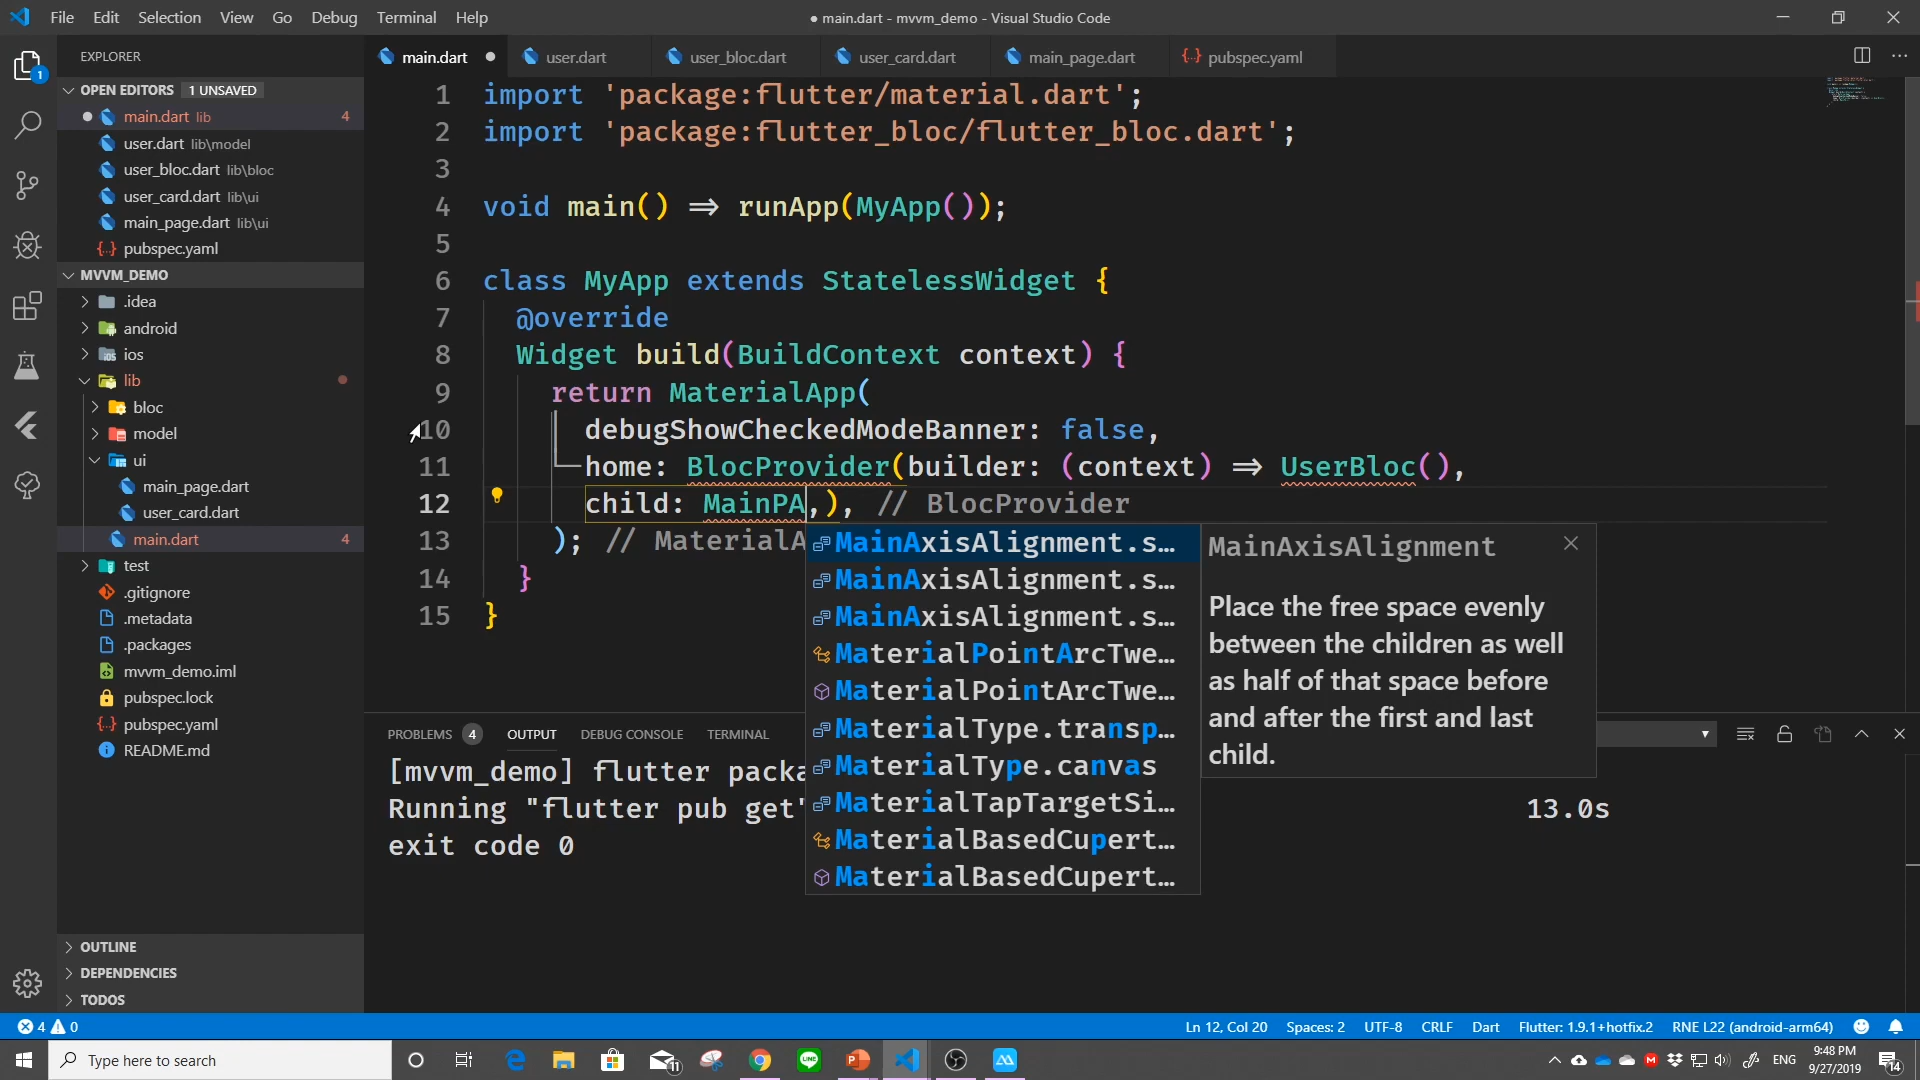 File Edit Selection View Go Debug Terminal Help
● main.dart - mvvm_demo - Visual Studio Code
1
EXPLORER
OPEN EDITORS 1 UNSAVED
main.dart lib 4
user.dart lib\model
user_bloc.dart lib\bloc
user_card.dart lib\ui
main_page.dart lib\ui
pubspec.yaml
MVVM_DEMO
.idea
android
ios
lib
bloc
model
ui
main_page.dart
user_card.dart
main.dart 4
test
.gitignore
.metadata
.packages
mvvm_demo.iml
pubspec.lock
pubspec.yaml
README.md
OUTLINE
DEPENDENCIES
TODOS
main.dart user.dart user_bloc.dart user_card.dart main_page.dart pubspec.yaml
1 import 'package:flutter/material.dart';
2 import 'package:flutter_bloc/flutter_bloc.dart';
3
4 void main() => runApp(MyApp());
5
6 class MyApp extends StatelessWidget {
7 @override
8 Widget build(BuildContext context) {
9 return MaterialApp(
10 debugShowCheckedModeBanner: false,
11 home: BlocProvider(builder: (context) => UserBloc(),
12 child: MainPA,), // BlocProvider
13 ); // MaterialA
14 }
15 }
MainAxisAlignment.s…
MainAxisAlignment.s…
MainAxisAlignment.s…
MaterialPointArcTwe…
MaterialPointArcTwe…
MaterialType.transp…
MaterialType.canvas
MaterialTapTargetSi…
MaterialBasedCupert…
MaterialBasedCupert…
MainAxisAlignment
Place the free space evenly
between the children as well
as half of that space before
and after the first and last
child.
PROBLEMS 4 OUTPUT DEBUG CONSOLE TERMINAL
[mvvm_demo] flutter packa
Running "flutter pub get" 13.0s
exit code 0
4 0 Ln 12, Col 20 Spaces: 2 UTF-8 CRLF Dart Flutter: 1.9.1+hotfix.2 RNE L22 (android-arm64)
Type here to search
11
LINE
ENG
9:48 PM
9/27/2019
14